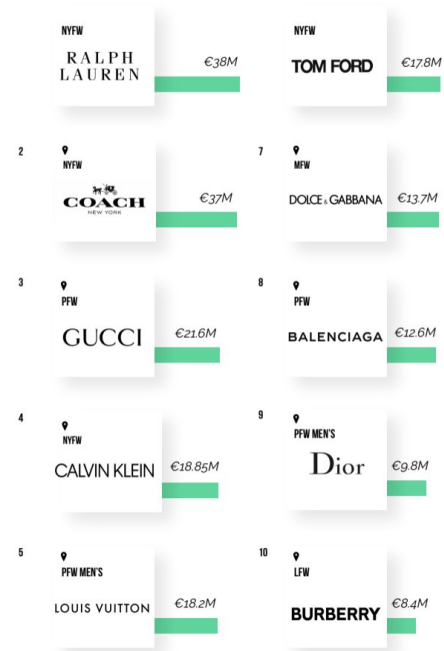 NYFW
RALPH
LAUREN
€38M
2
NYFW
COACH
NEW YORK
€37M
3
PFW
GUCCI
€21.6M
4
NYFW
CALVIN KLEIN
€18.85M
5
PFW MEN'S
LOUIS VUITTON
€18.2M
NYFW
TOM FORD
€17.8M
7
MFW
DOLCE & GABBANA
€13.7M
8
PFW
BALENCIAGA
€12.6M
9
PFW MEN'S
Dior
€9.8M
10
LFW
BURBERRY
€8.4M